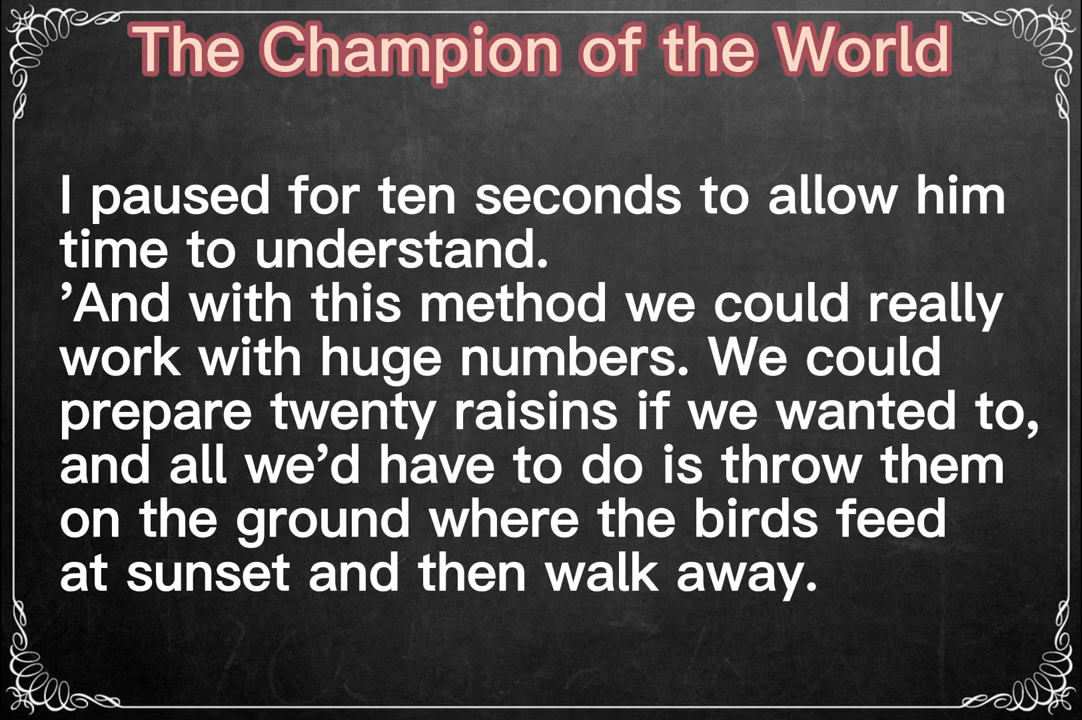 The Champion of the World
I paused for ten seconds to allow him
time to understand.
’And with this method we could really
work with huge numbers. We could
prepare twenty raisins if we wanted to,
and all we’d have to do is throw them
on the ground where the birds feed
at sunset and then walk away.